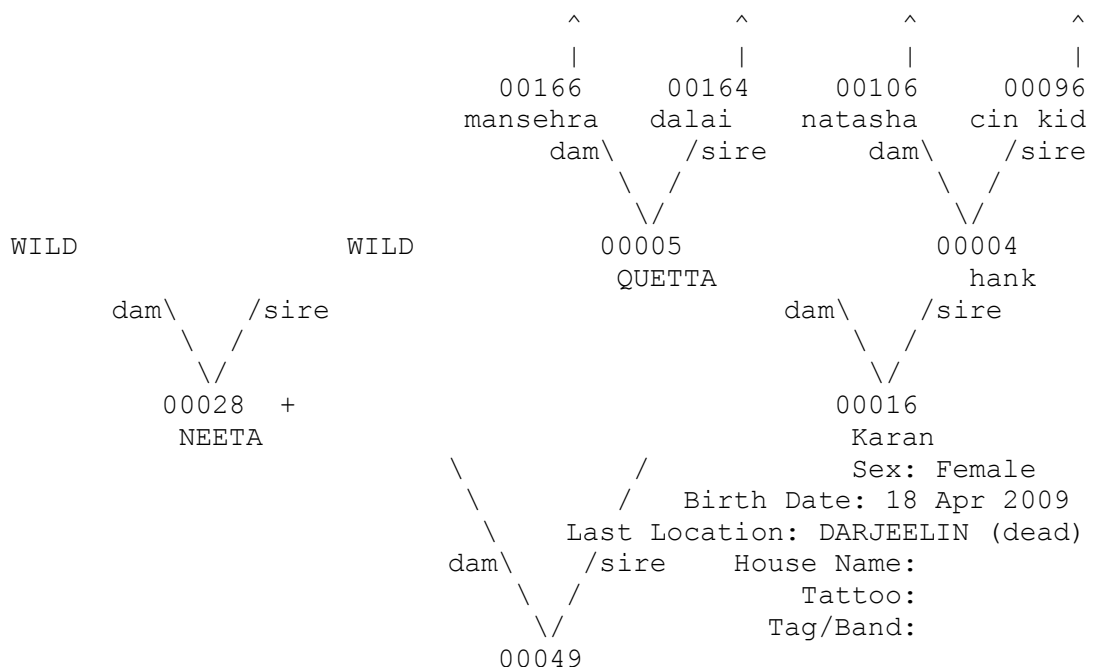 ^ ^ ^ ^
| | | |
00166 00164 00106 00096
mansehra dalai natasha cin kid
dam\ /sire dam\ /sire
\ / \ /
\/ \/
WILD WILD 00005 00004
QUETTA hank
dam\ /sire dam\ /sire
\ / \ /
\/ \/
00028 + 00016
NEETA Karan
\ / Sex: Female
\ / Birth Date: 18 Apr 2009
\ Last Location: DARJEELIN (dead)
dam\ /sire House Name:
\ / Tattoo:
\/ Tag/Band:
00049